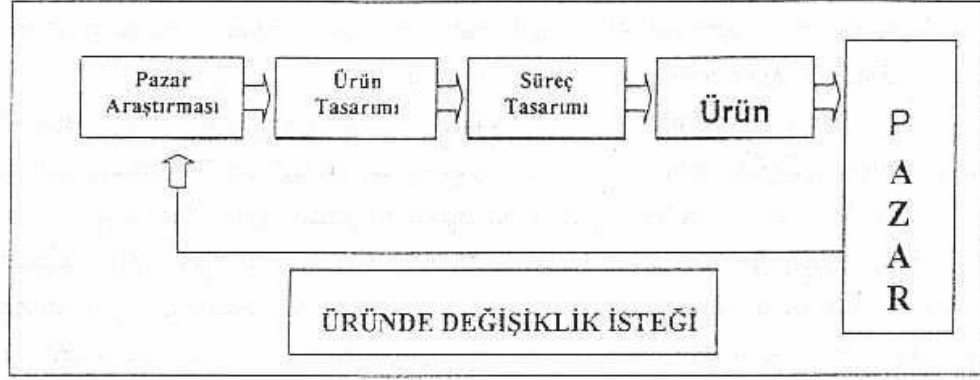 Pazar
Araştırması
Ürün
Tasarımı
Süreç
Tasarımı
Ürün
P
A
Z
A
R
ÜRÜNDE DEĞİŞİKLİK İSTEĞİ